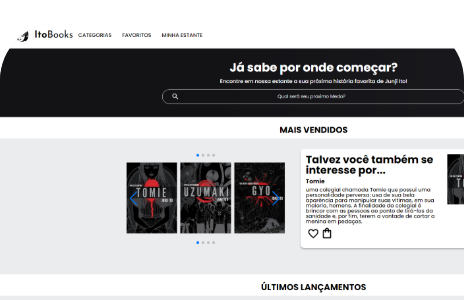 ItoBooks CATEGORIAS FAVORITOS MINHA ESTANTE
Já sabe por onde começar?
Encontre em nossa estante a sua próxima história favorita de Junji Ito!
Qual será seu próximo Medo?
MAIS VENDIDOS
TOMIE
UZUMAKI
GYO
Talvez você também se
interesse por...
Tomie
uma colegial chamada Tomie que possui uma
personalidade perversa: usa de sua bela
aparência para manipular suas vítimas, em sua
maioria, homens. A finalidade da colegial é
brincar com as pessoas ao ponto de tirá-las da
sanidade e, por fim, terem a vontade de cortar a
menina em pedaços.
ÚLTIMOS LANÇAMENTOS